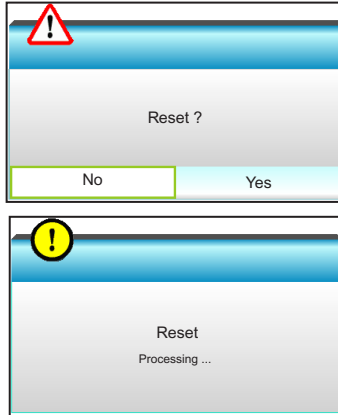 !
Reset ?
No Yes
!
Reset
Processing ...